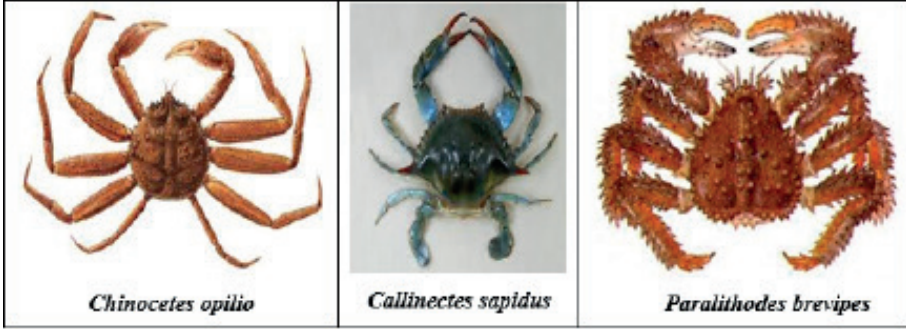 Chinocetes opilio
Callinectes sapidus
Paralithodes brevipes